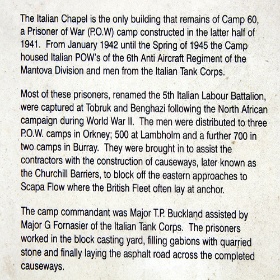 The Italian Chapel is the only building that remains of Camp 60,
a Prisoner of War (P.O.W) camp constructed in the latter half of
1941. From January 1942 until the Spring of 1945 the Camp
housed Italian POW's of the 6th Anti Aircraft Regiment of the
Mantova Division and men from the Italian Tank Corps.
Most of these prisoners, renamed the 5th Italian Labour Battalion,
were captured at Tobruk and Benghazi following the North African
campaign during World War II. The men were distributed to three
P.O.W. camps in Orkney; 500 at Lambholm and a further 700 in
two camps in Burray. They were brought in to assist the
contractors with the construction of causeways, later known as
the Churchill Barriers, to block off the eastern approaches to
Scapa Flow where the British Fleet often lay at anchor.
The camp commandant was Major T.P. Buckland assisted by
Major G Fornasier of the Italian Tank Corps. The prisoners
worked in the block casting yard, filling gabions with quarried
stone and finally laying the asphalt road across the completed
causeways.